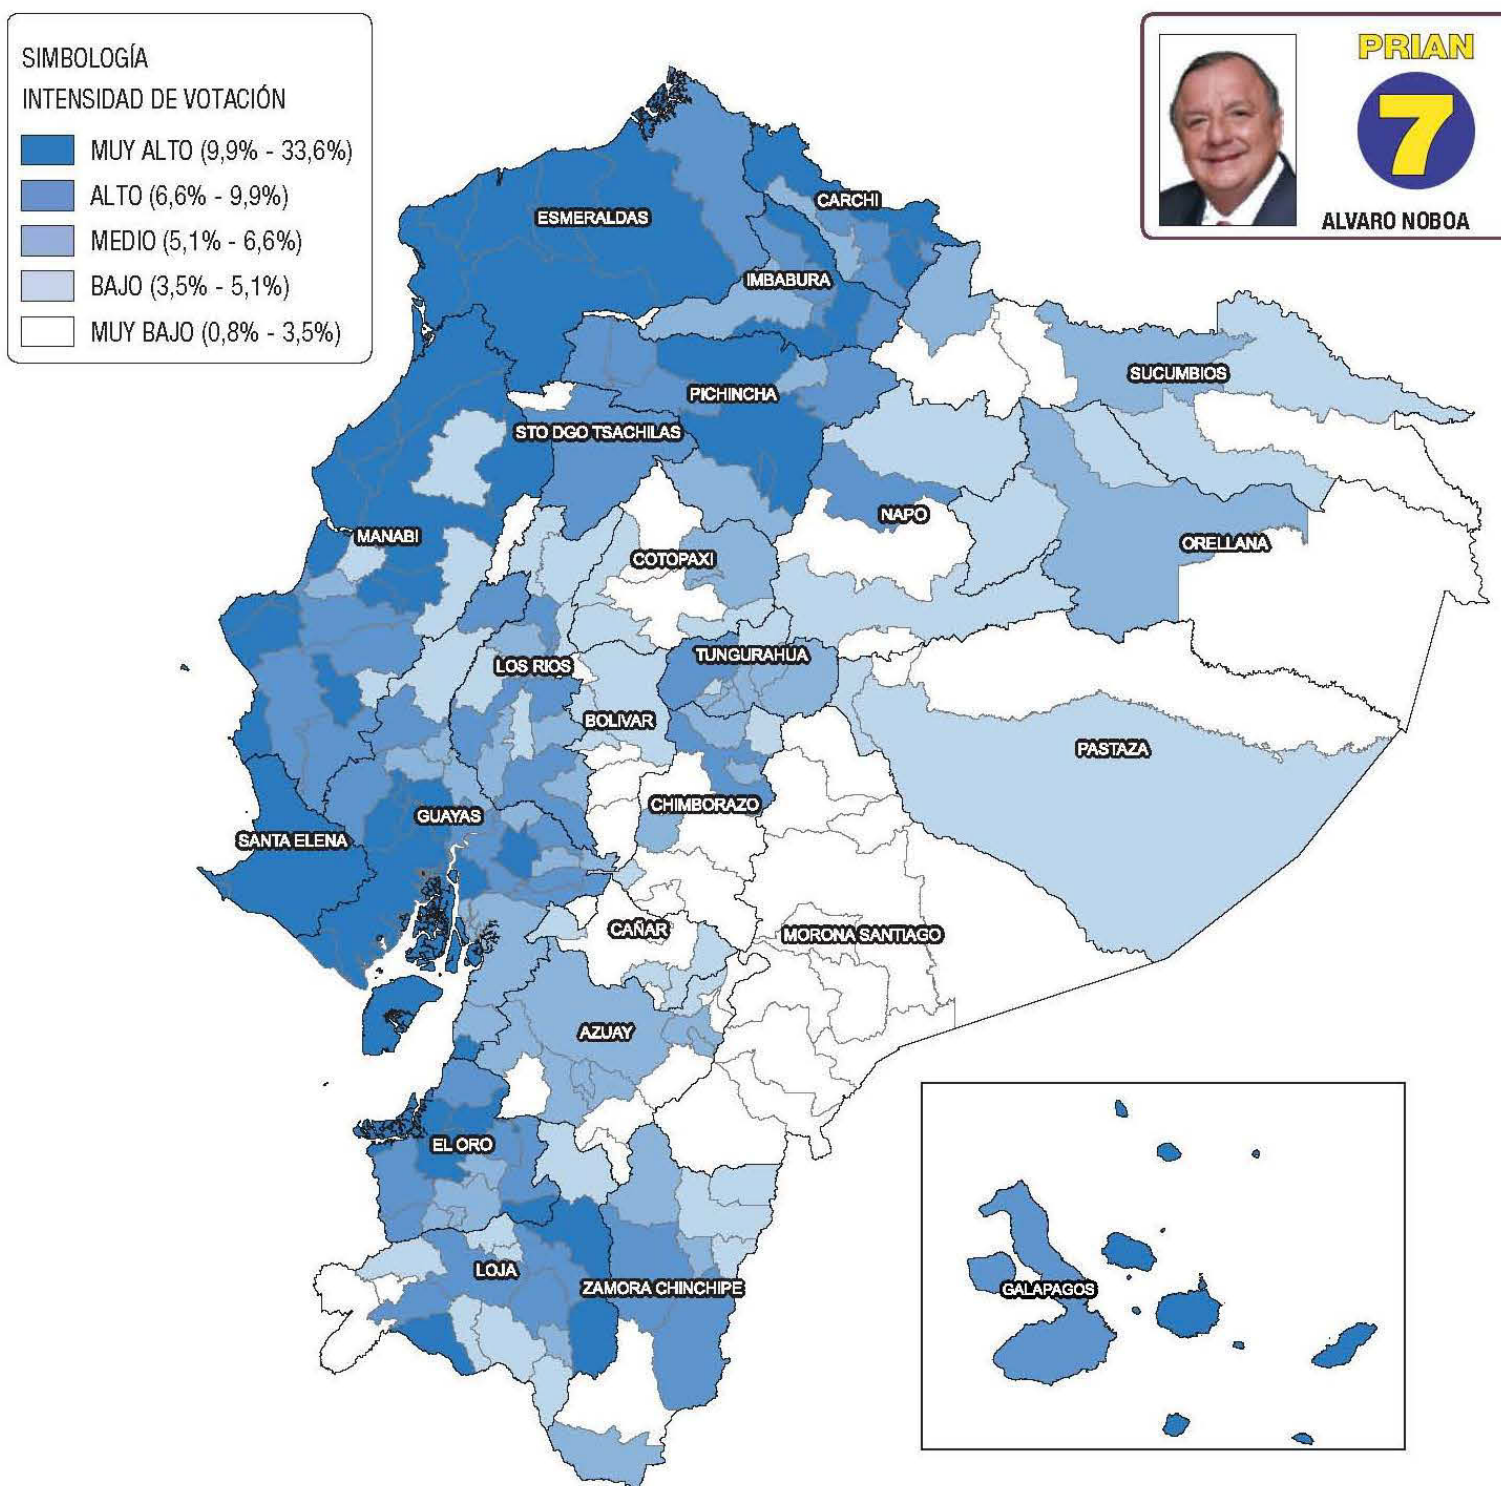 SIMBOLOGÍA
INTENSIDAD DE VOTACIÓN
MUY ALTO (9,9% - 33,6%)
ALTO (6,6% - 9,9%)
MEDIO (5,1% - 6,6%)
BAJO (3,5% - 5,1%)
MUY BAJO (0,8% - 3,5%)
PRIAN
7
ALVARO NOBOA
CARCHI
ESMERALDAS
IMBABURA
SUCUMBIOS
PICHINCHA
STO DGO TSACHILAS
NAPO
MANABI
ORELLANA
COTOPAXI
TUNGURAHUA
LOS RIOS
BOLIVAR
PASTAZA
CHIMBORAZO
GUAYAS
SANTA ELENA
CAÑAR
MORONA SANTIAGO
AZUAY
EL ORO
LOJA
ZAMORA CHINCHIPE
GALAPAGOS